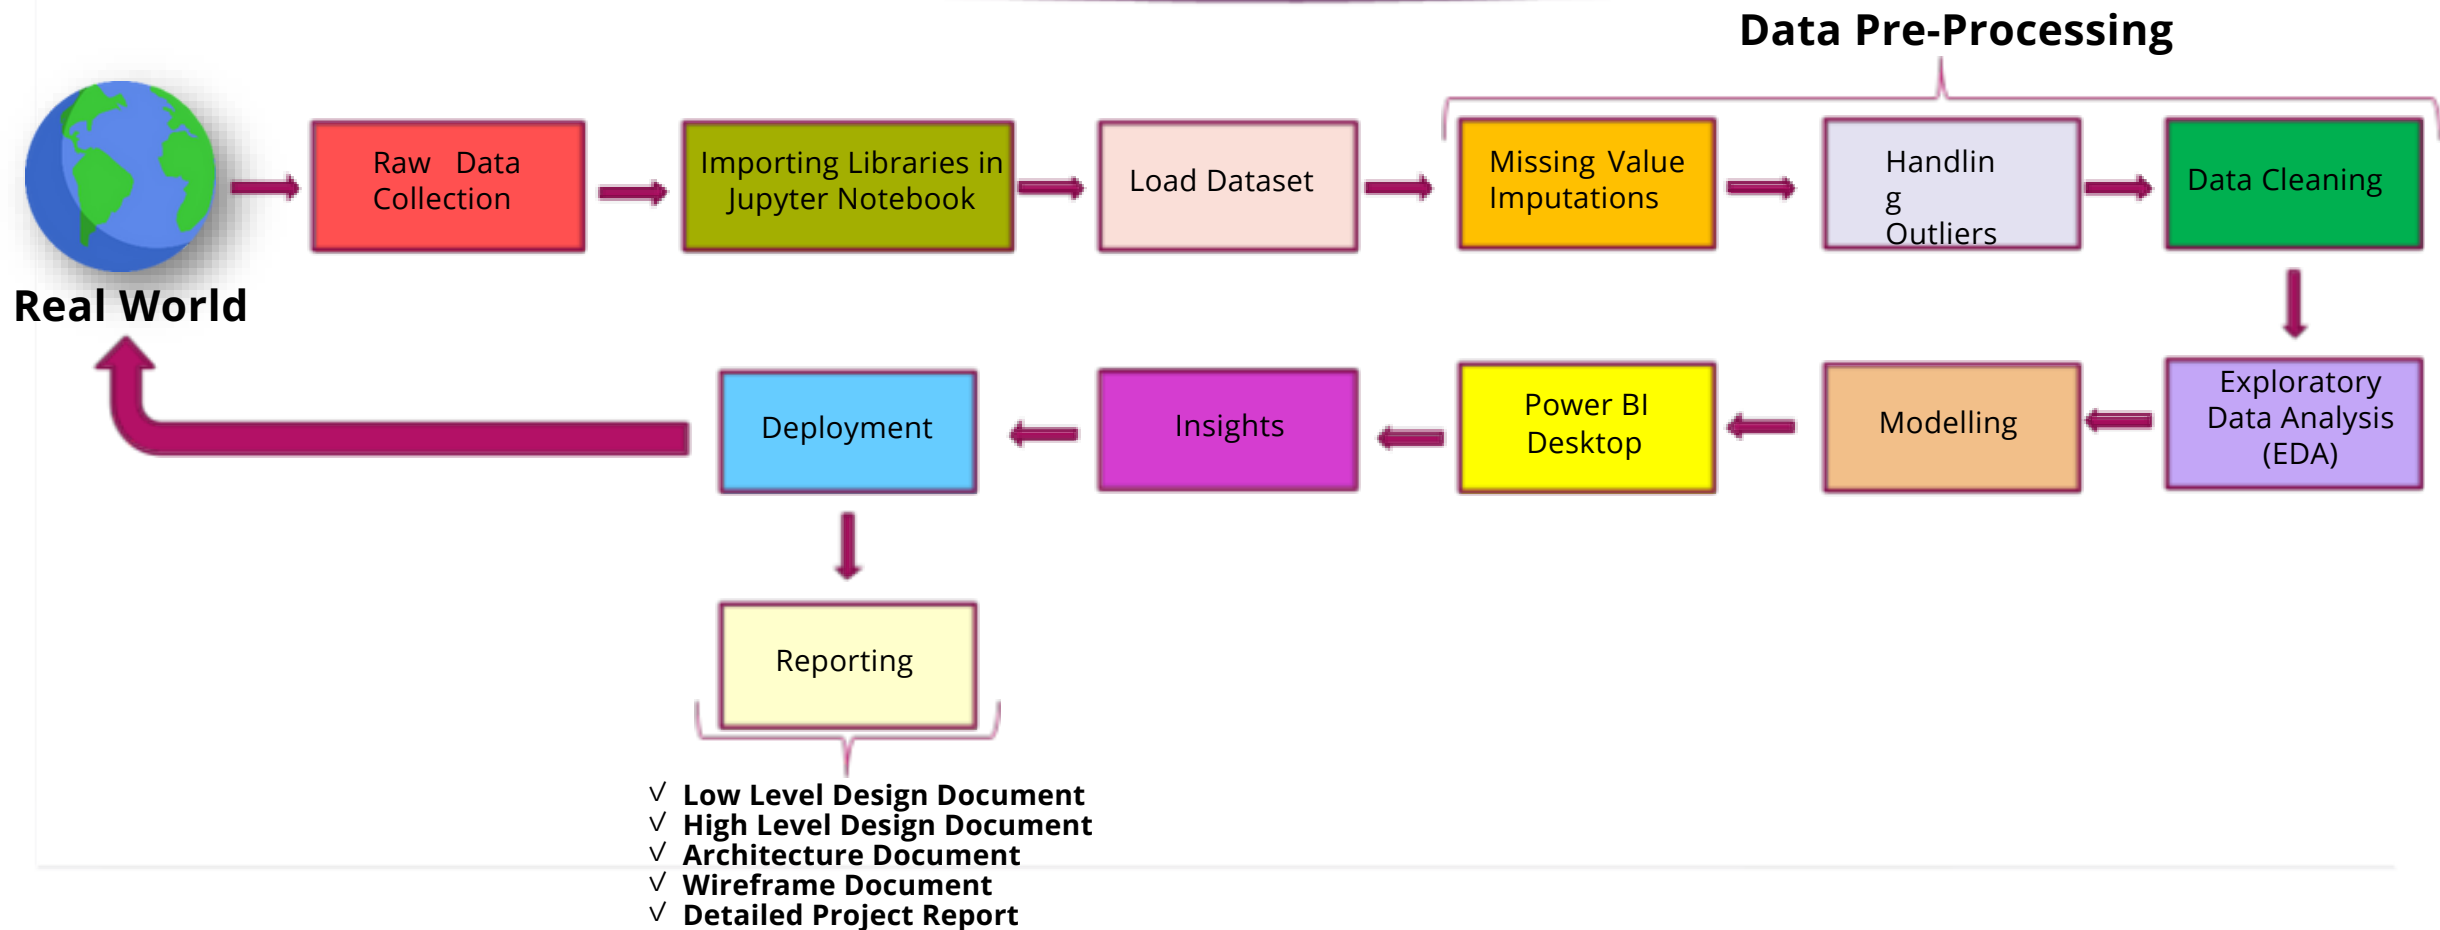 Data Pre-Processing
Raw Data
Collection
Importing Libraries in
Jupyter Notebook
Load Dataset
Missing Value
Imputations
Handlin
g
Outliers
Data Cleaning
Real World
Deployment
Insights
Power BI
Desktop
Modelling
Exploratory
Data Analysis
(EDA)
Reporting
√ Low Level Design Document
√ High Level Design Document
√ Architecture Document
√ Wireframe Document
√ Detailed Project Report